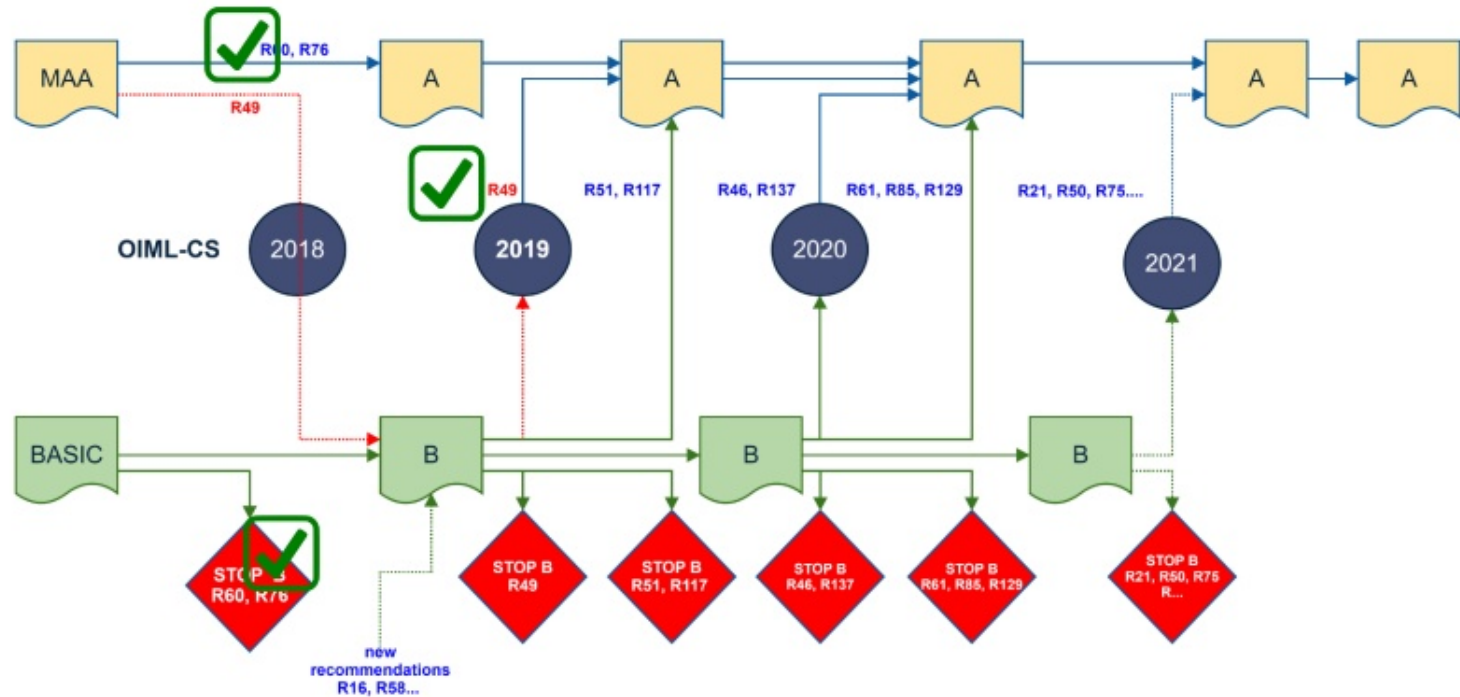 MAA
R60, R76
A
A
A
A
A
R49
R49
R51, R117
R46, R137
R61, R85, R129
R21, R50, R75....
OIML-CS
2018
2019
2020
2021
BASIC
B
B
B
STOP B
R60, R76
STOP B
R49
STOP B
R51, R117
STOP B
R46, R137
STOP B
R61, R85, R129
STOP B
R21, R50, R75
R...
new
recommendations
R16, R58...